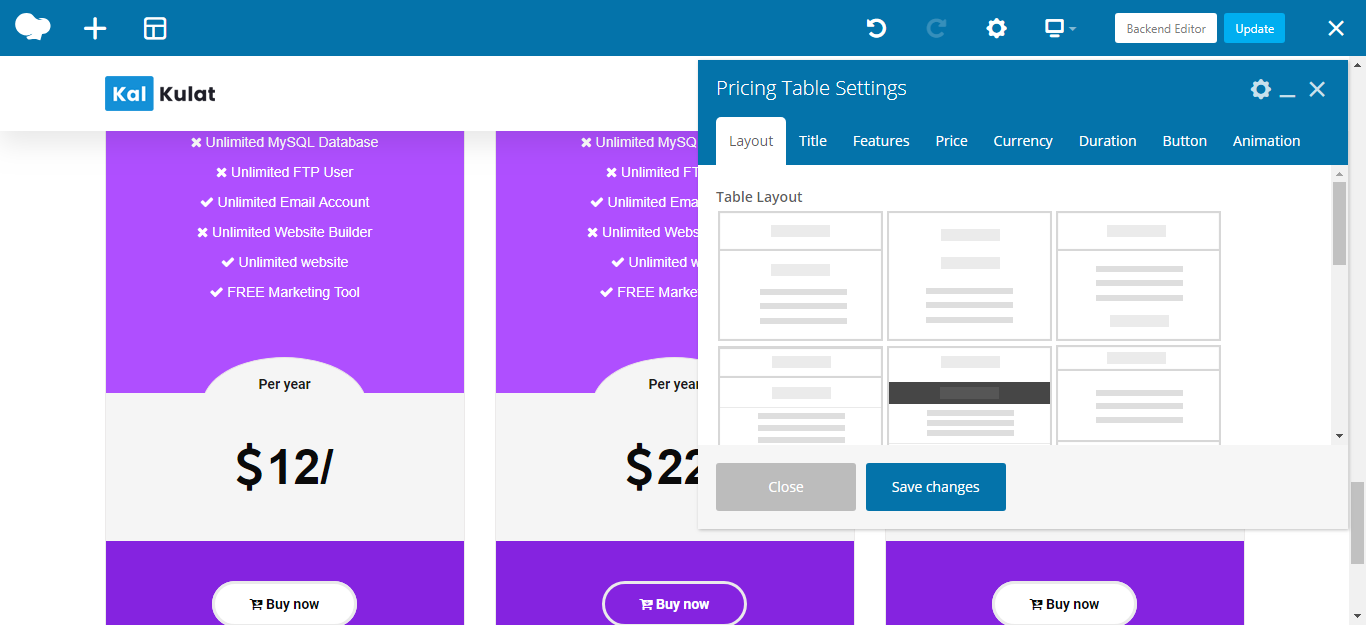 Backend Editor
Update
Kal Kulat
Pricing Table Settings
Layout Title Features Price Currency Duration Button Animation
Table Layout
Close
Save changes
Unlimited MySQL Database
Unlimited FTP User
Unlimited Email Account
Unlimited Website Builder
Unlimited website
FREE Marketing Tool
Per year
$12/
Buy now
Unlimited MySQ
Unlimited FT
Unlimited Ema
Unlimited Webs
Unlimited w
FREE Marke
Per year
$22
Buy now
Buy now